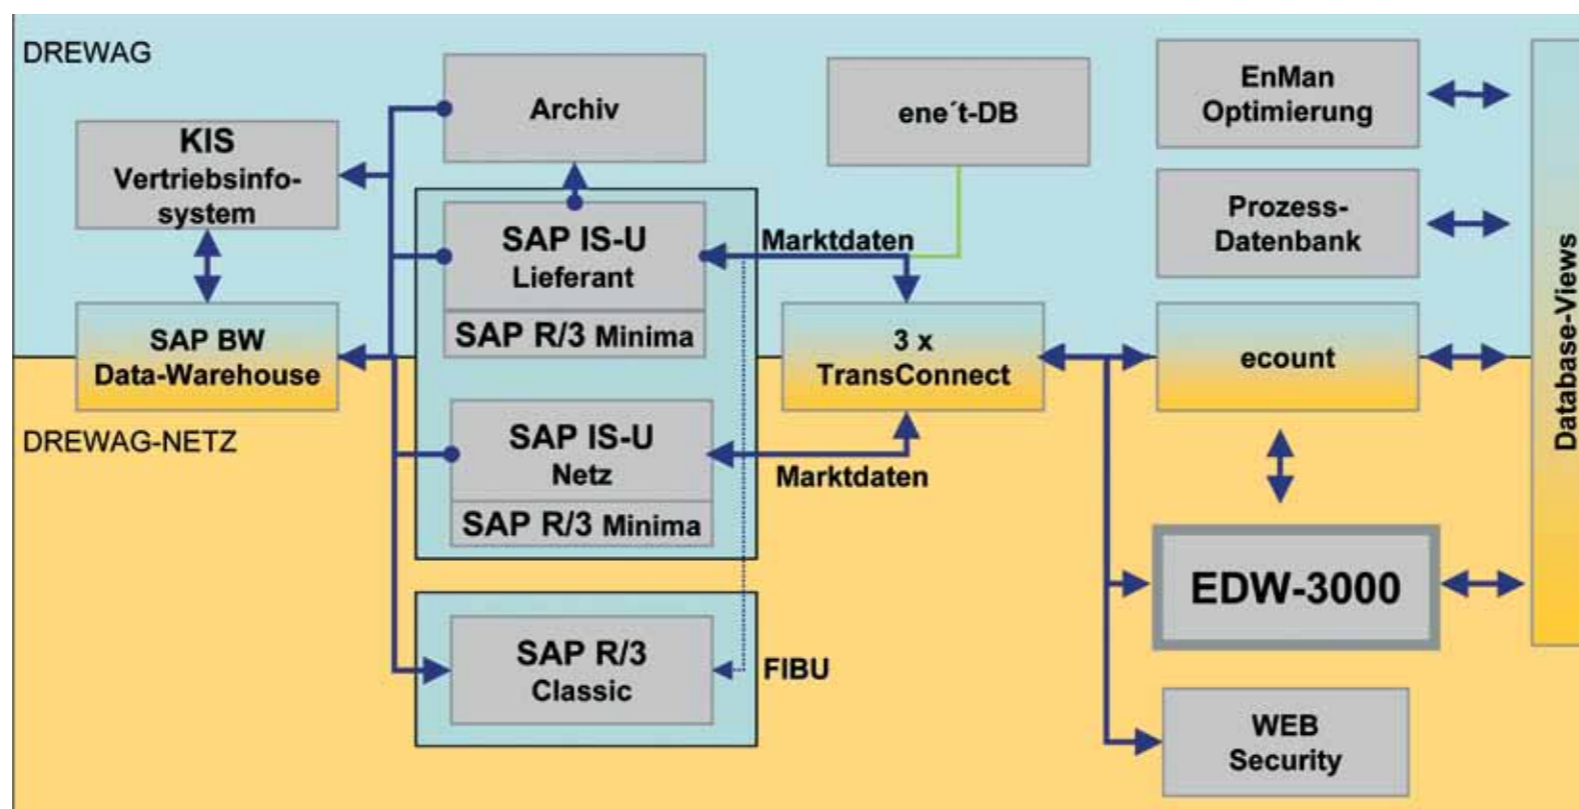 DREWAG
KIS
Vertriebsinfo-
system
SAP BW
Data-Warehouse
DREWAG-NETZ
Archiv
SAP IS-U
Lieferant
SAP R/3 Minima
SAP IS-U
Netz
SAP R/3 Minima
SAP R/3
Classic
FIBU
ene´t-DB
Marktdaten
3 x
TransConnect
Marktdaten
EnMan
Optimierung
Prozess-
Datenbank
ecount
EDW-3000
WEB
Security
Database-Views